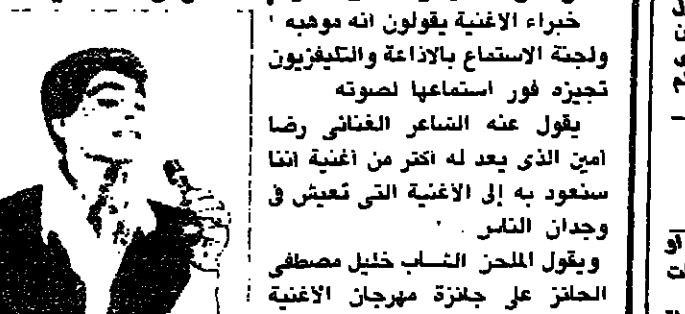 خبراء الاغنية يقولون انه موهبه
ولجنة الاستماع بالاذاعة والتليفزيون
تجيزه فور استماعها لصوته
يقول عنه الشاعر الغنائى رضا
امين الذى يعد له اكثر من اغنية اننا
سنعود به إلى الأغنية التى تعيش فى
وجدان الناس .
ويقول الملحن الشاب خليل مصطفى
الحائز على جائزة مهرجان الأغنية